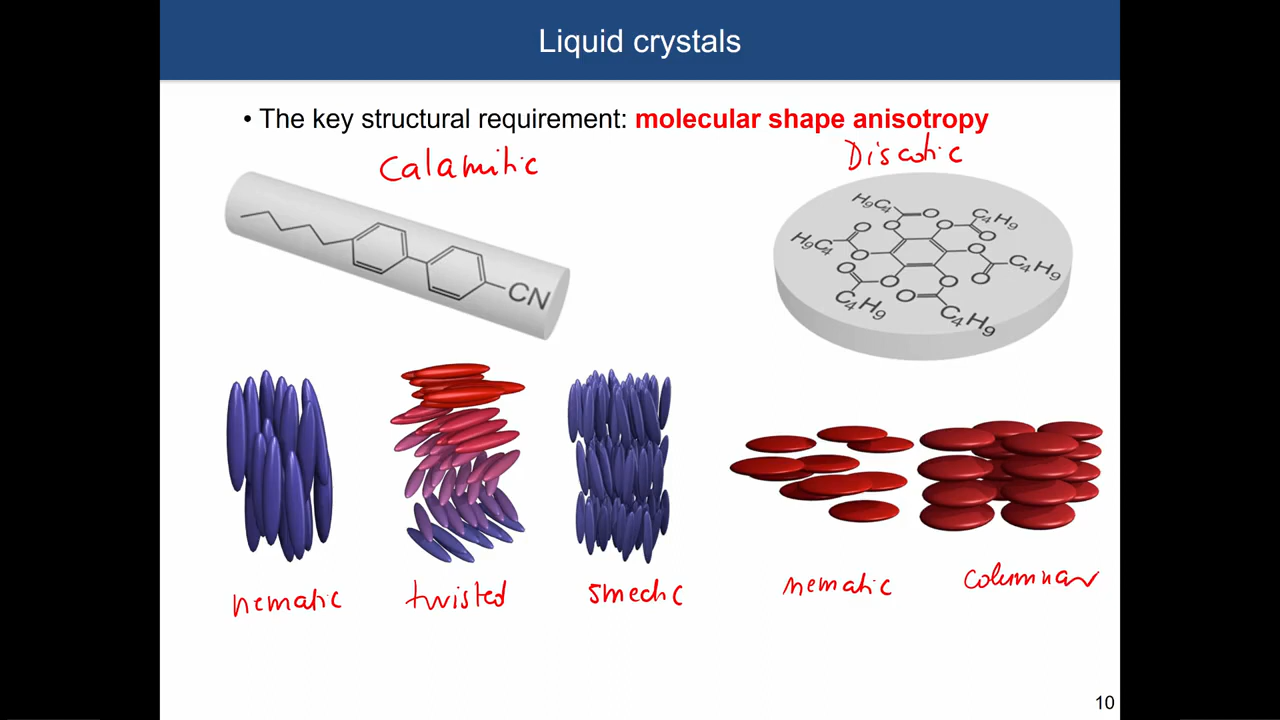 Liquid crystals
• The key structural requirement: molecular shape anisotropy
Calamitic
Discotic
CN
H₉C₄ O O O C₄H₉ O
H₉C₄ O O O O C₄H₉
O O O O
C₄H₉ C₄H₉
nematic twisted smectic nematic columnar
10